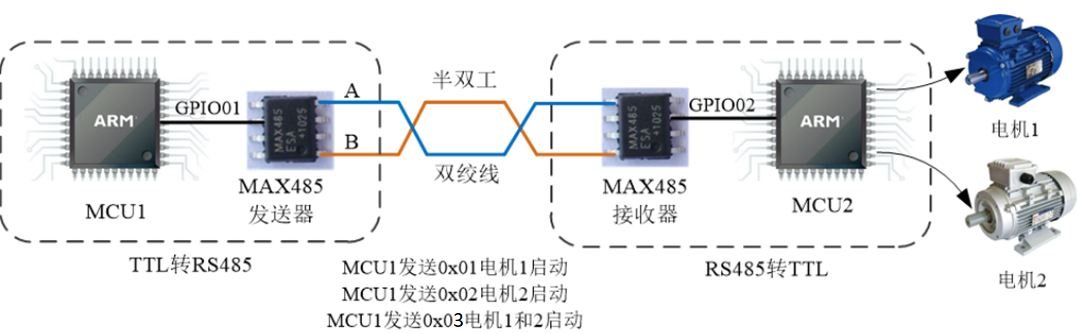 A
半双工
GPIO01
ARM
MAX485
ESA
+1025
B
双绞线
MCU1
MAX485
发送器
TTL转RS485
MAX485
ESA
+1025
GPIO02
ARM
MAX485
接收器
MCU2
RS485转TTL
电机1
电机2
MCU1发送0x01电机1启动
MCU1发送0x02电机2启动
MCU1发送0x03电机1和2启动